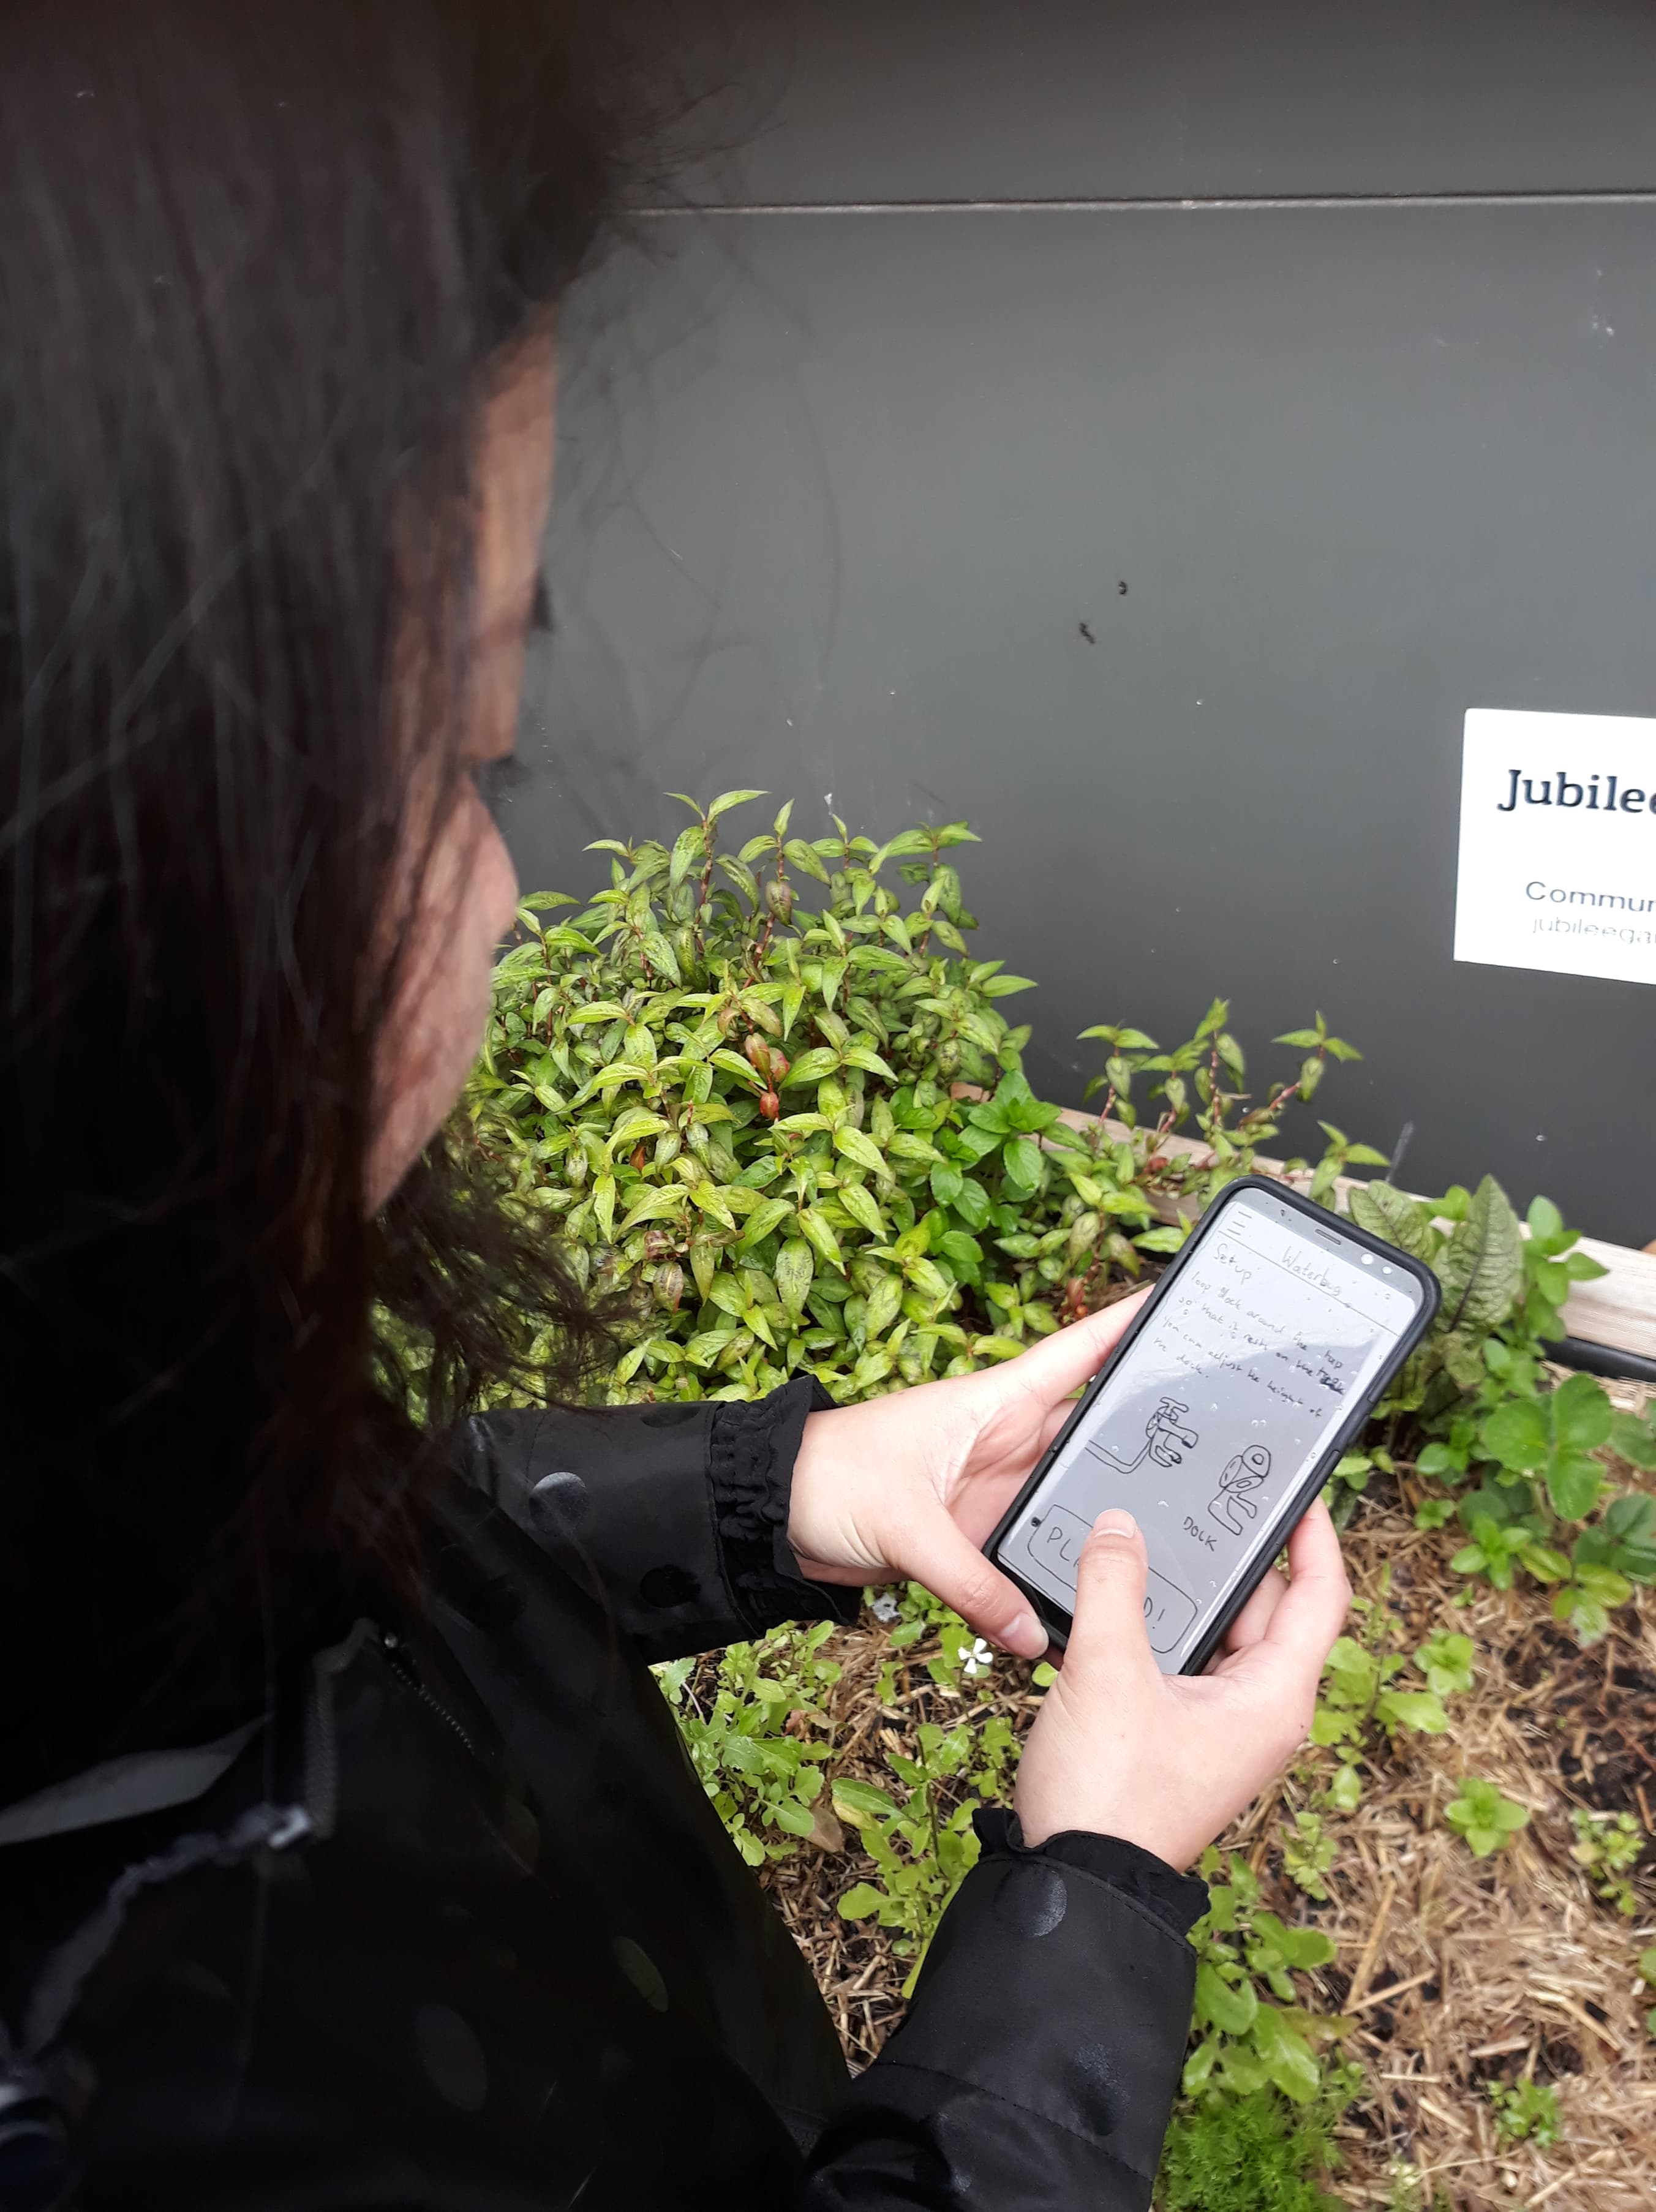 Jubilee
Commun
jubileega
Waterbug
Setup
loop dock around the tap
so that it rests on the
You can adjust the height of
the dock.
DOCK
PL D!